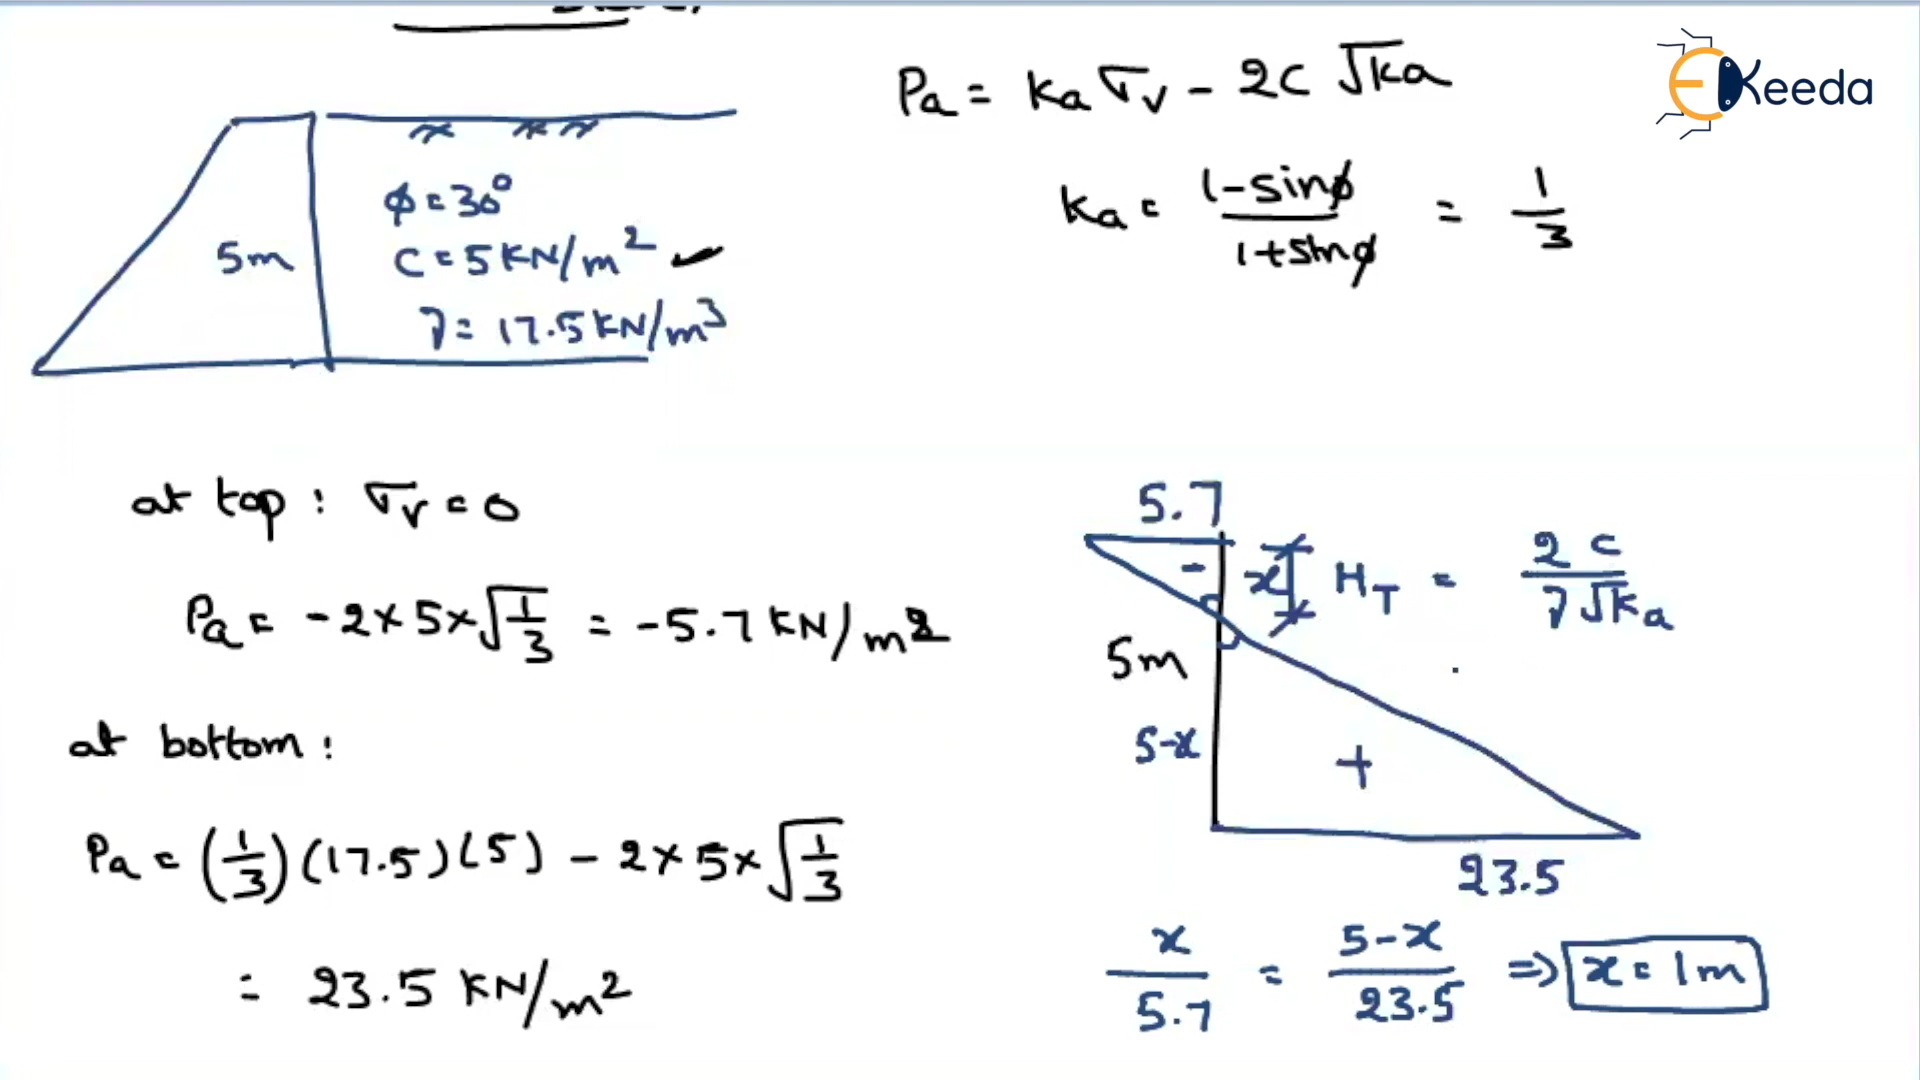 Pa = ka σv - 2c √ka
EKeeda
ka = 1-sinϕ / 1+sinϕ = 1/3
5m
ϕ = 30°
C = 5 KN/m² ✓
γ = 17.5 KN/m³
at top : σv = 0
Pa = -2×5×√1/3 = -5.7 KN/m²
at bottom :
Pa = (1/3)(17.5)(5) - 2×5×√1/3
= 23.5 KN/m²
5.7
-
x
HT = 2c / γ√ka
5m
5-x
+
23.5
x / 5.7 = 5-x / 23.5 ⇒ x = 1m